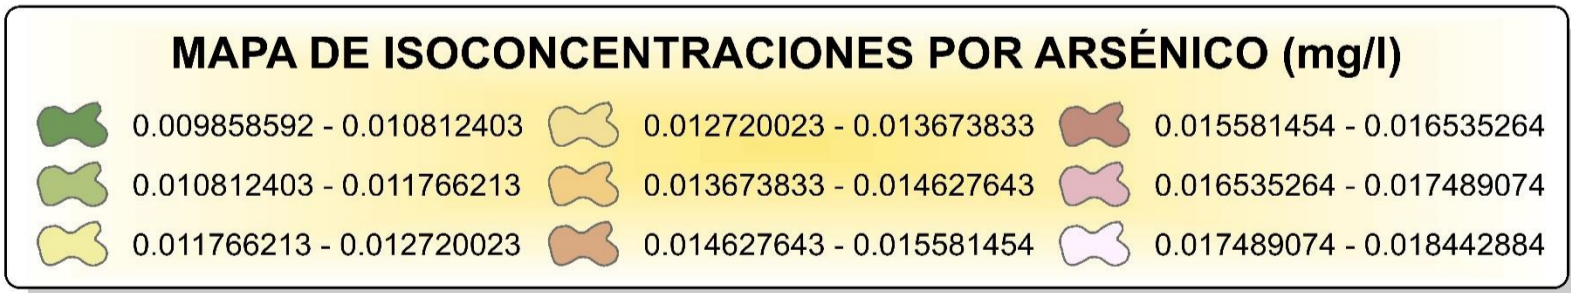 MAPA DE ISOCONCENTRACIONES POR ARSÉNICO (mg/l)
0.009858592 - 0.010812403
0.010812403 - 0.011766213
0.011766213 - 0.012720023
0.012720023 - 0.013673833
0.013673833 - 0.014627643
0.014627643 - 0.015581454
0.015581454 - 0.016535264
0.016535264 - 0.017489074
0.017489074 - 0.018442884